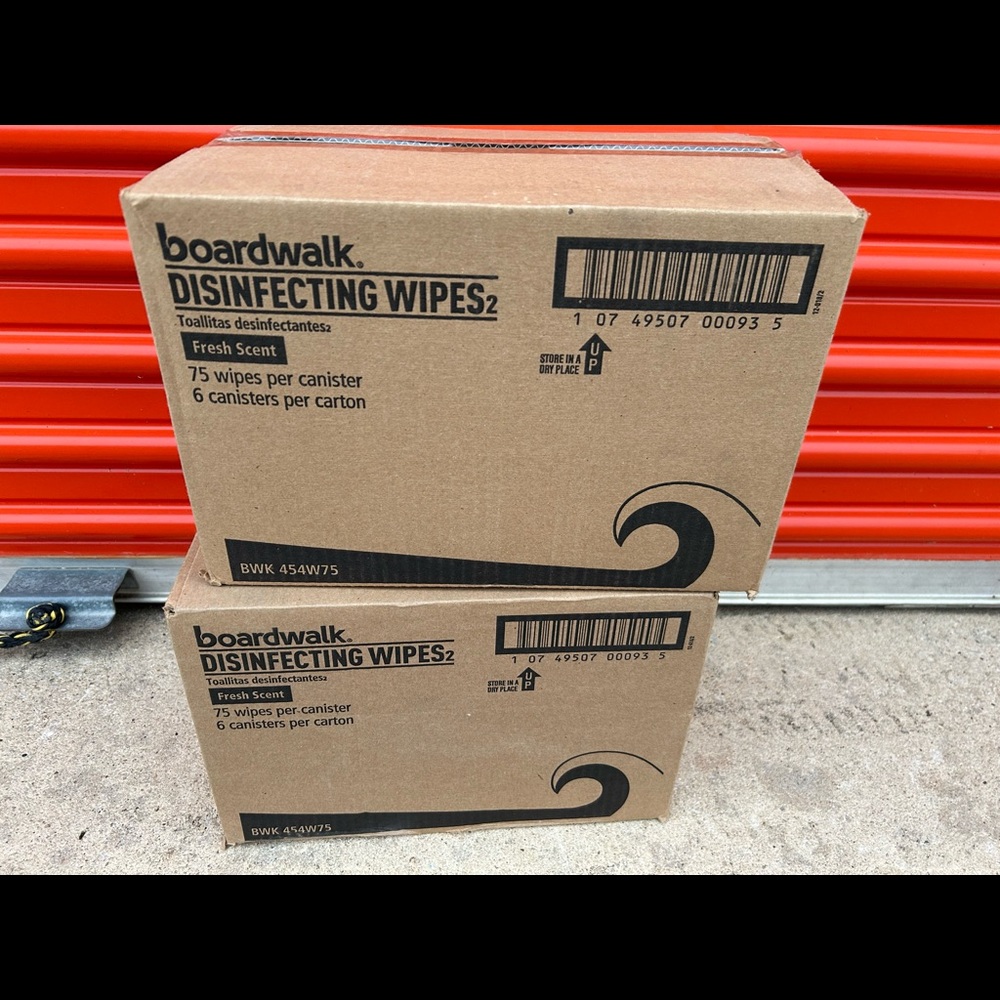 boardwalk®
DISINFECTING WIPES2
Toallitas desinfectantes2
Fresh Scent
75 wipes per canister
6 canisters per carton
1 07 49507 00093 5
STORE IN A
DRY PLACE
UP
BWK 454W75
boardwalk®
DISINFECTING WIPES2
Toallitas desinfectantes2
Fresh Scent
75 wipes per canister
6 canisters per carton
1 07 49507 00093 5
STORE IN A
DRY PLACE
UP
BWK 454W75